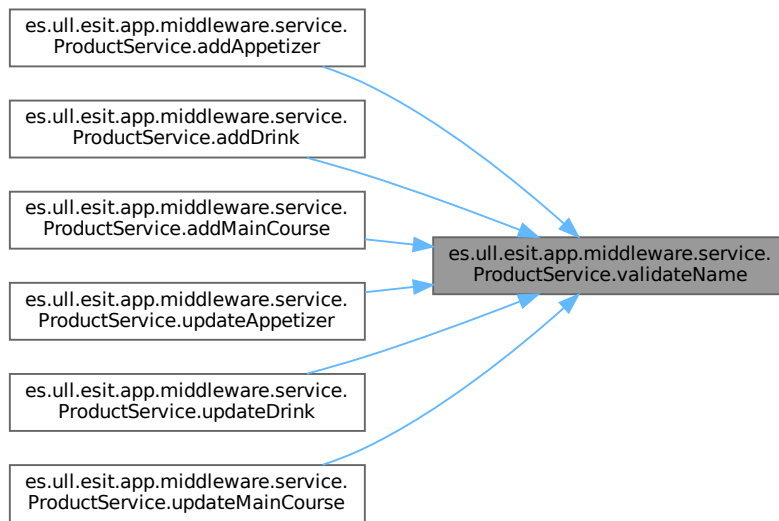 es.ull.esit.app.middleware.service.
ProductService.addAppetizer
es.ull.esit.app.middleware.service.
ProductService.addDrink
es.ull.esit.app.middleware.service.
ProductService.addMainCourse
es.ull.esit.app.middleware.service.
ProductService.validateName
es.ull.esit.app.middleware.service.
ProductService.updateAppetizer
es.ull.esit.app.middleware.service.
ProductService.updateDrink
es.ull.esit.app.middleware.service.
ProductService.updateMainCourse